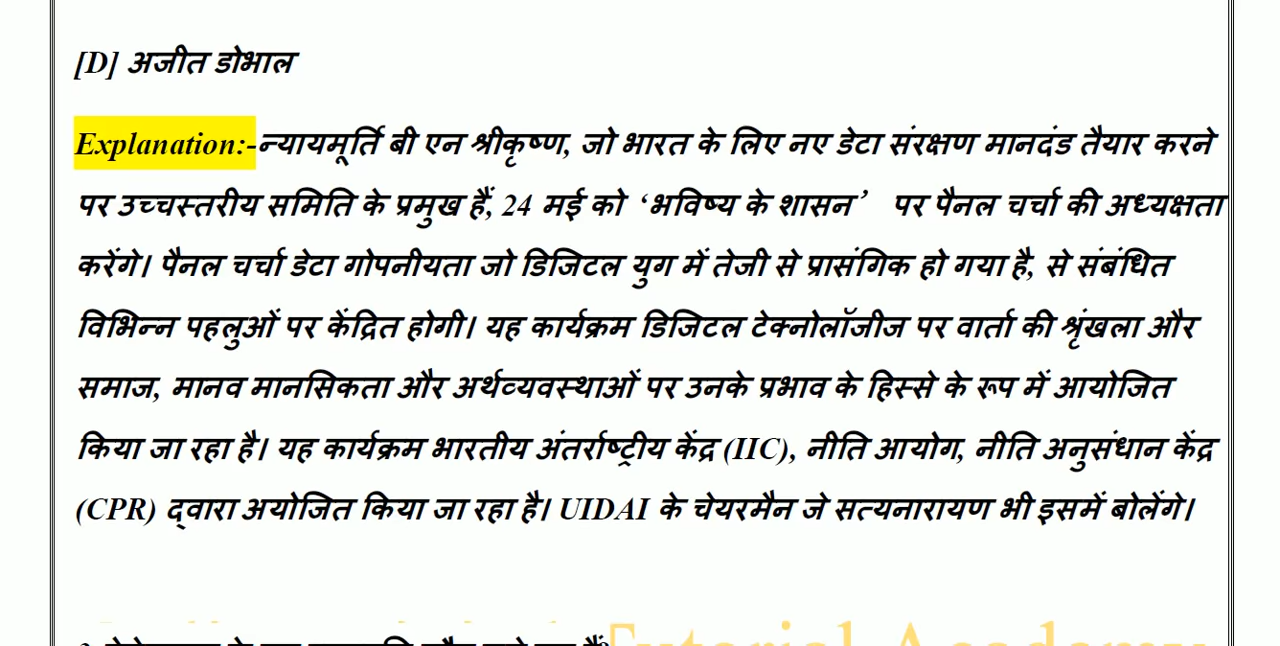 [D] अजीत डोभाल
Explanation:-न्यायमूर्ति बी एन श्रीकृष्ण, जो भारत के लिए नए डेटा संरक्षण मानदंड तैयार करने
पर उच्चस्तरीय समिति के प्रमुख हैं, 24 मई को ‘भविष्य के शासन’ पर पैनल चर्चा की अध्यक्षता
करेंगे। पैनल चर्चा डेटा गोपनीयता जो डिजिटल युग में तेजी से प्रासंगिक हो गया है, से संबंधित
विभिन्न पहलुओं पर केंद्रित होगी। यह कार्यक्रम डिजिटल टेक्नोलॉजीज पर वार्ता की श्रृंखला और
समाज, मानव मानसिकता और अर्थव्यवस्थाओं पर उनके प्रभाव के हिस्से के रूप में आयोजित
किया जा रहा है। यह कार्यक्रम भारतीय अंतर्राष्ट्रीय केंद्र (IIC), नीति आयोग, नीति अनुसंधान केंद्र
(CPR) द्वारा अयोजित किया जा रहा है। UIDAI के चेयरमैन जे सत्यनारायण भी इसमें बोलेंगे।
Tutorial Academy